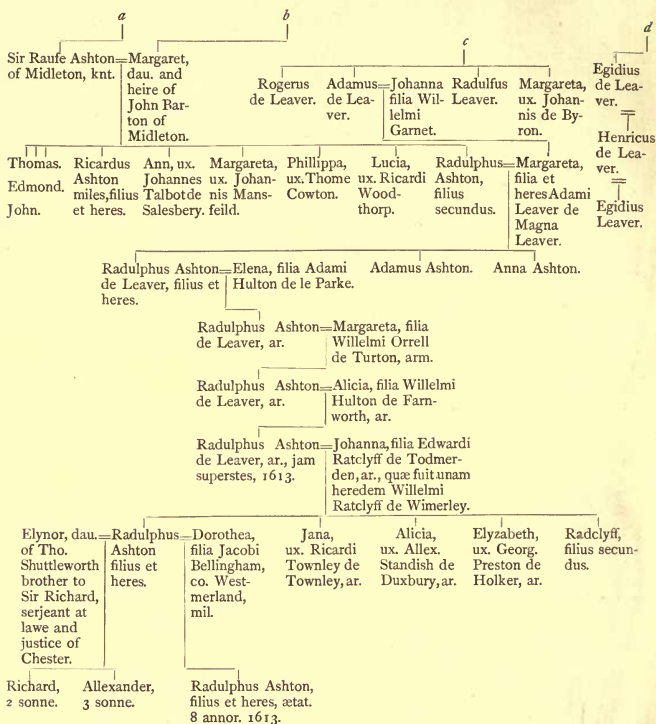 a
b
c
d
Sir Raufe Ashton=Margaret,
of Midleton, knt.
dau. and
heire of
John Bar-
ton of
Midleton.
Rogerus
de Leaver.
Adamus=Johanna
de Lea-
ver.
filia Wil-
lelmi
Garnet.
Radulfus
Leaver.
Margareta,
ux. Johan-
nis de By-
ron.
Egidius
de Lea-
ver.
Henricus
de Lea-
ver.
Egidius
Leaver.
Thomas.
Edmond.
John.
Ricardus
Ashton
miles, filius
et heres.
Ann, ux.
Johannes
Talbot de
Salesbery.
Margareta,
ux. Johan-
nis Mans-
feild.
Phillippa,
ux. Thome
Cowton.
Lucia,
ux. Ricardi
Wood-
thorp.
Radulphus=Margareta,
Ashton,
filius
secundus.
filia et
heres Adami
Leaver de
Magna
Leaver.
Radulphus Ashton=Elena, filia Adami
de Leaver, filius et
heres.
Hulton de le Parke.
Adamus Ashton.
Anna Ashton.
Radulphus Ashton=Margareta, filia
de Leaver, ar.
Willelmi Orrell
de Turton, arm.
Radulphus Ashton=Alicia, filia Willelmi
de Leaver, ar.
Hulton de Farn-
worth, ar.
Radulphus Ashton=Johanna, filia Edwardi
de Leaver, ar., jam
superstes, 1613.
Ratclyff de Todmer-
den, ar., quæ fuit unam
heredem Willelmi
Ratclyff de Wimerley.
Elynor, dau.=Radulphus=Dorothea,
of Tho.
Shuttleworth
brother to
Sir Richard,
serjeant at
lawe and
justice of
Chester.
Ashton
filius et
heres.
filia Jacobi
Bellingham,
co. West-
merland,
mil.
Jana,
ux. Ricardi
Townley de
Townley, ar.
Alicia,
ux. Allex.
Standish de
Duxbury, ar.
Elyzabeth,
ux. Georg.
Preston de
Holker, ar.
Radclyff,
filius secun-
dus.
Richard,
2 sonne.
Allexander,
3 sonne.
Radulphus Ashton,
filius et heres, ætat.
8 annor. 1613.